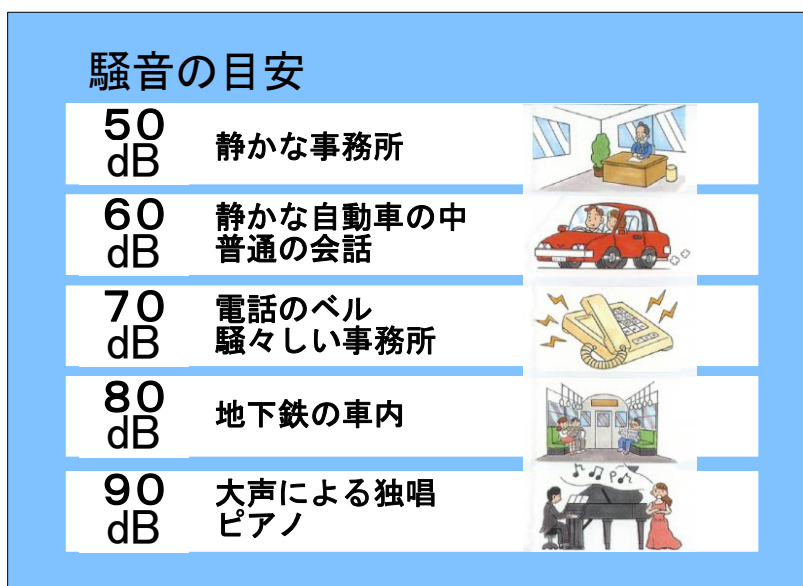 騒音の目安
５０
dB
静かな事務所
６０
dB
静かな自動車の中
普通の会話
７０
dB
電話のベル
騒々しい事務所
８０
dB
地下鉄の車内
９０
dB
大声による独唱
ピアノ